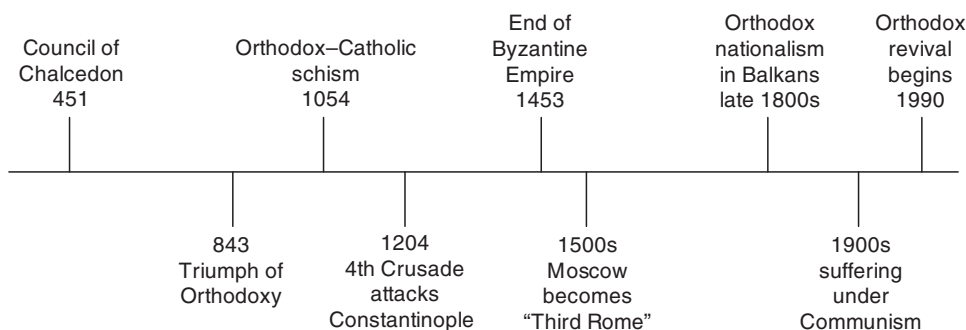 Council of
Chalcedon
451
Orthodox–Catholic
schism
1054
End of
Byzantine
Empire
1453
Orthodox
nationalism
in Balkans
late 1800s
Orthodox
revival
begins
1990
843
Triumph of
Orthodoxy
1204
4th Crusade
attacks
Constantinople
1500s
Moscow
becomes
“Third Rome”
1900s
suffering
under
Communism